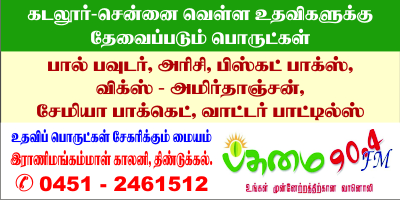 கடலூர்-சென்னை வெள்ள உதவிகளுக்கு
தேவைப்படும் பொருட்கள்
பால் பவுடர், அரிசி, பிஸ்கட் பாக்ஸ்,
விக்ஸ் - அமிர்தாஞ்சன்,
சேமியா பாக்கெட், வாட்டர் பாட்டில்ஸ்
உதவிப் பொருட்கள் சேகரிக்கும் மையம்
இராணிமங்கம்மாள் காலனி, திண்டுக்கல்.
✆ 0451 - 2461512
பசுமை 90.4 FM
உங்கள் முன்னேற்றத்திற்கான வானொலி